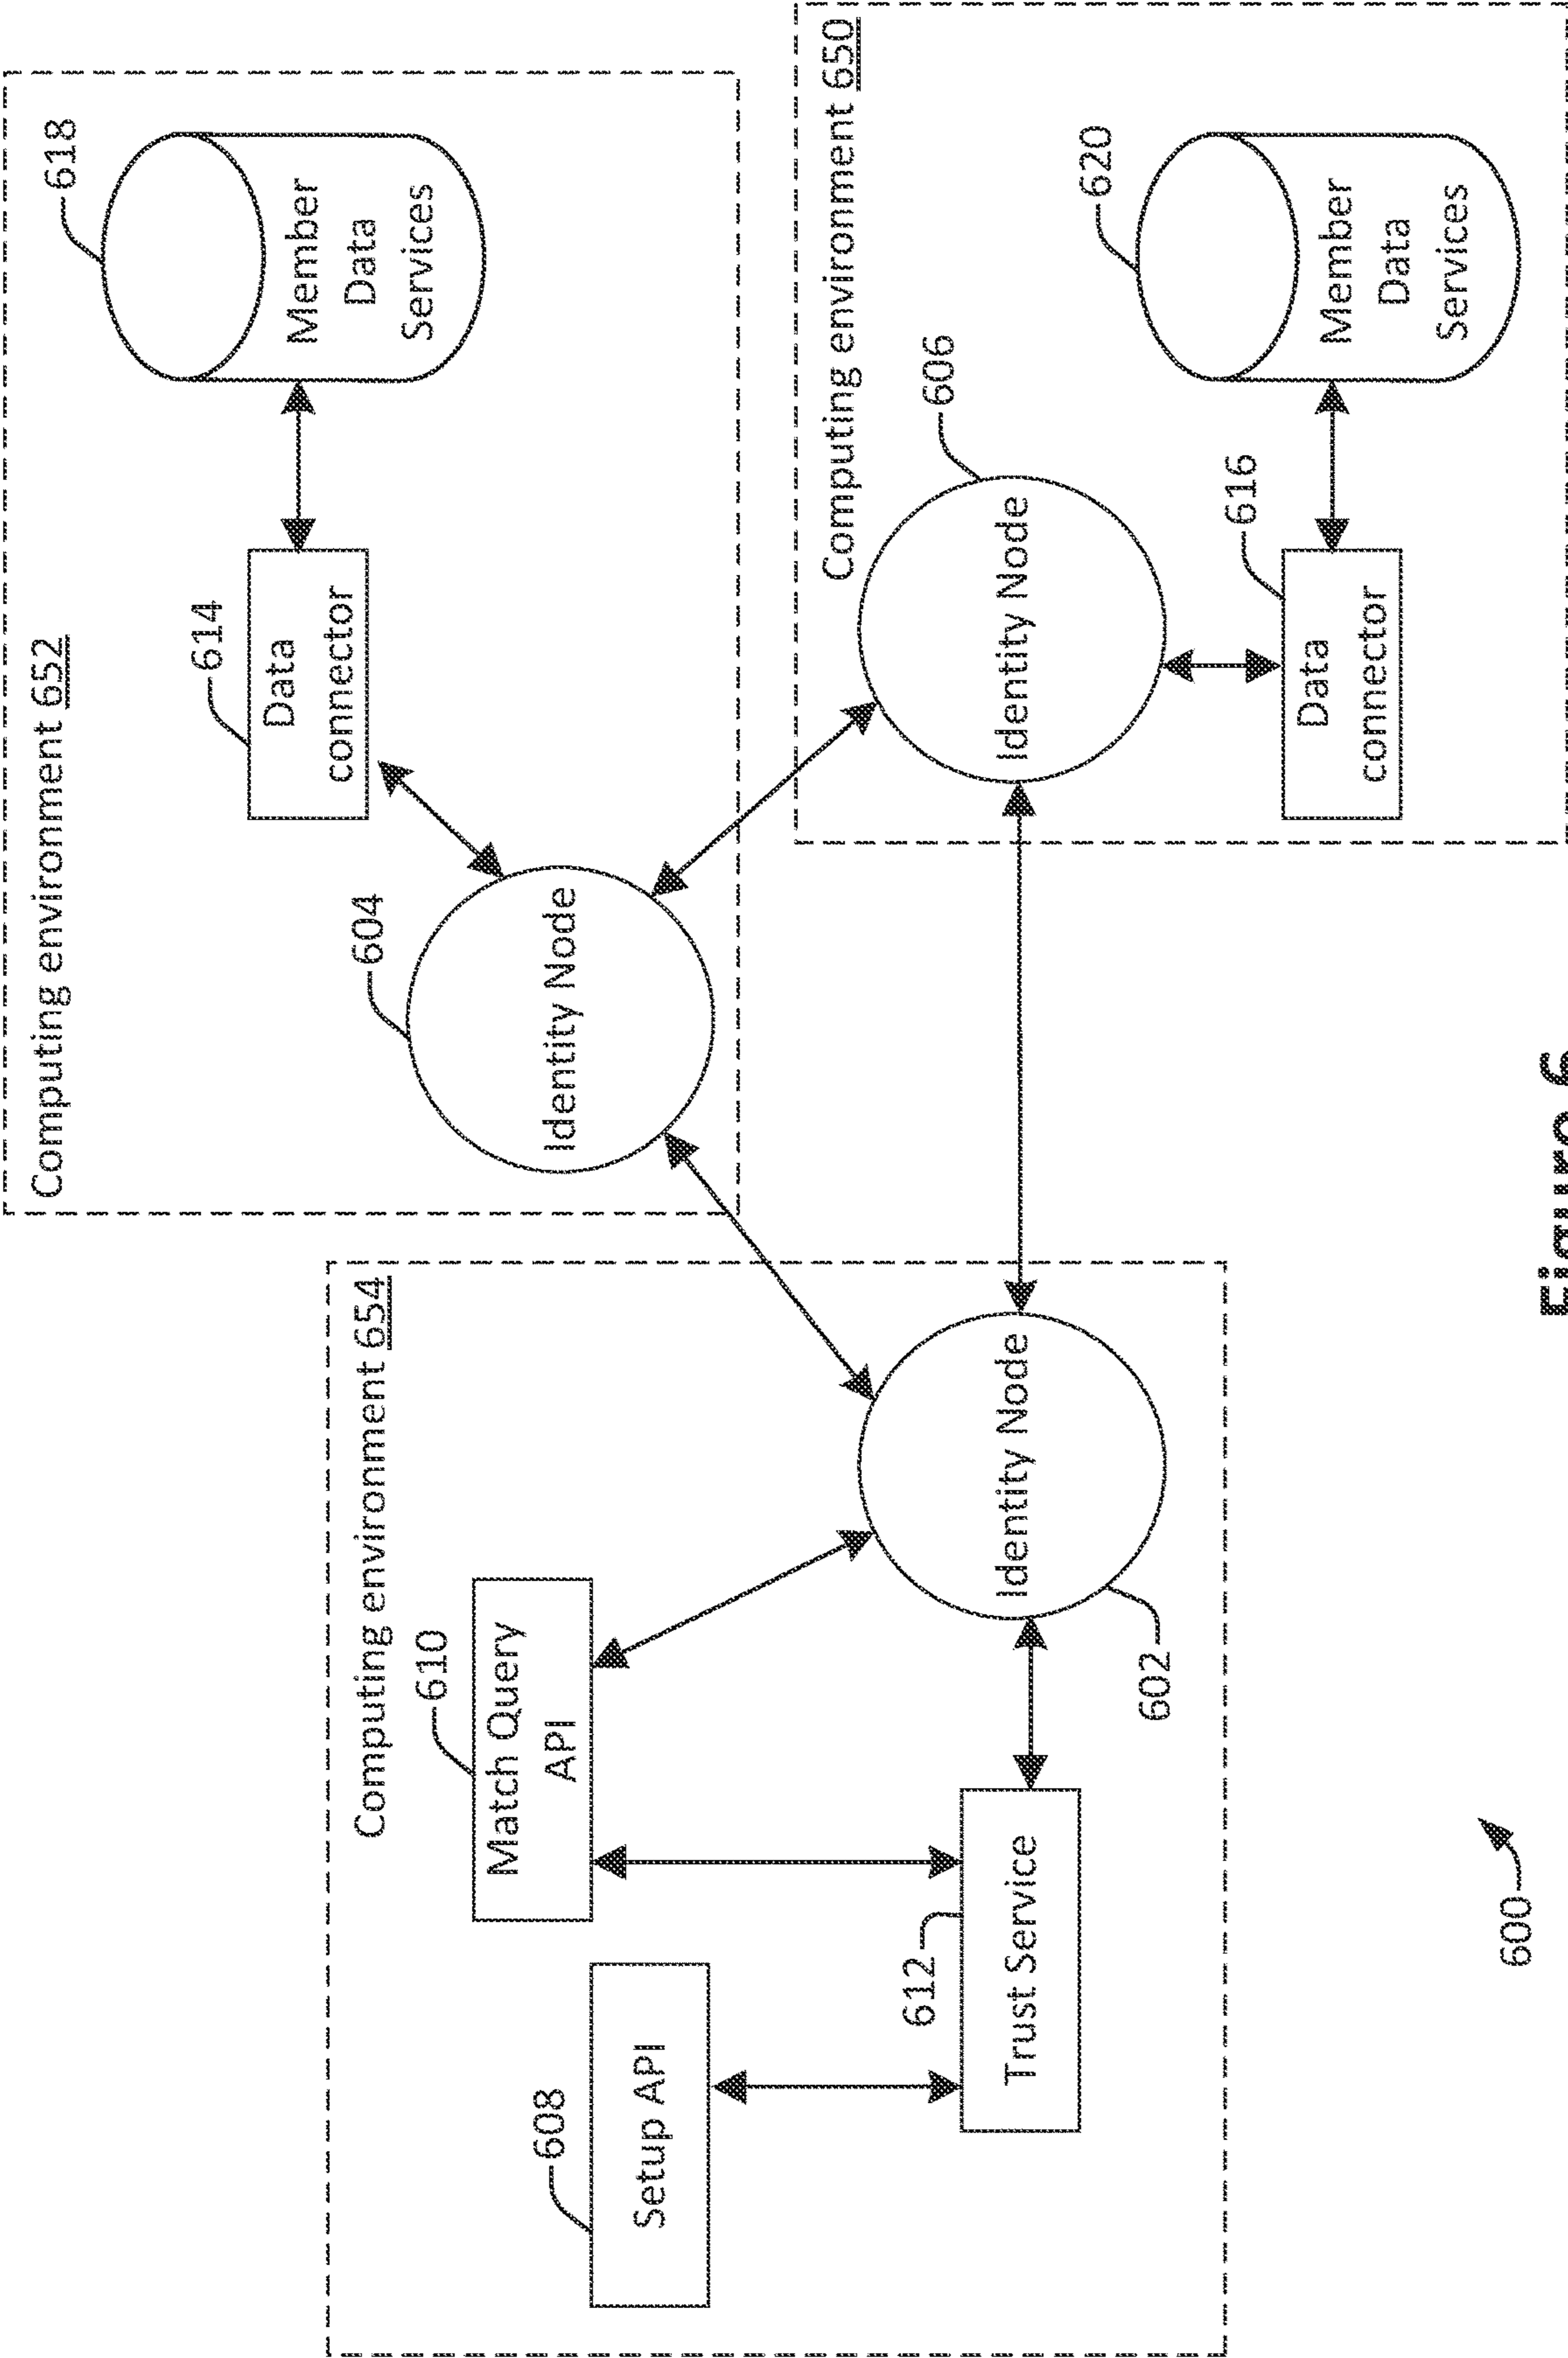 Computing environment 652
618
614
Data
connector
Member
Data
Services
604
Identity Node
Computing environment 654
610
Match Query
API
608
Setup API
612
Trust Service
Identity Node
602
Computing environment 650
606
Identity Node
620
616
Data
connector
Member
Data
Services
600
Figure 6